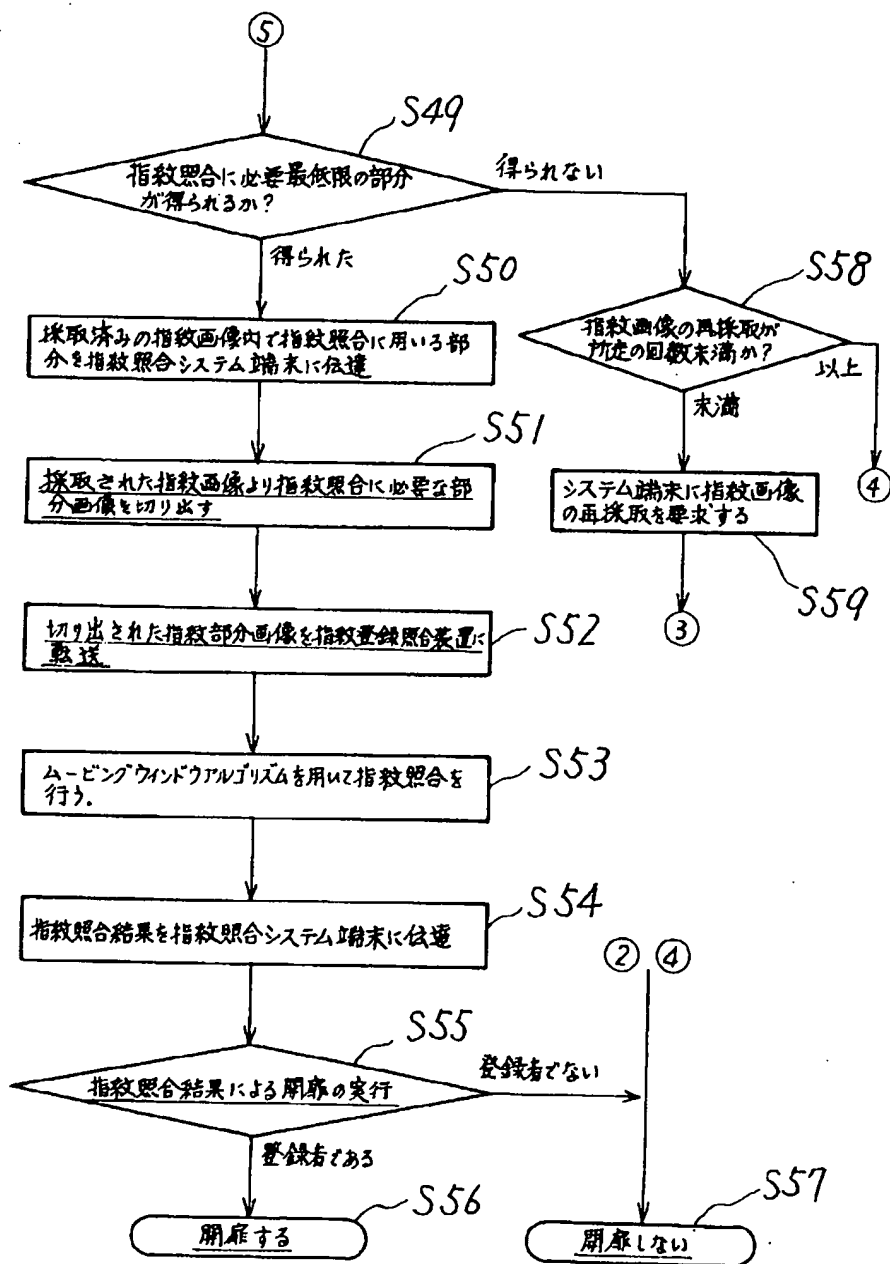 ⑤
S49
指紋照合に必要最低限の部分
が得られるか?
得られない
得られた
S50
採取済みの指紋画像内で指紋照合に用いる部
分を指紋照合システム端末に伝達
S58
指紋画像の再採取が
所定の回数未満か?
以上
未満
④
S51
採取された指紋画像より指紋照合に必要な部
分画像を切り出す
システム端末に指紋画像
の再採取を要求する
S59
③
S52
切り出された指紋部分画像を指紋登録照合装置に
転送
S53
ムービングウィンドウアルゴリズムを用いて指紋照合を
行う.
S54
指紋照合結果を指紋照合システム端末に伝達
② ④
S55
指紋照合結果による開扉の実行
登録者でない
登録者である
S56
開扉する
S57
開扉しない